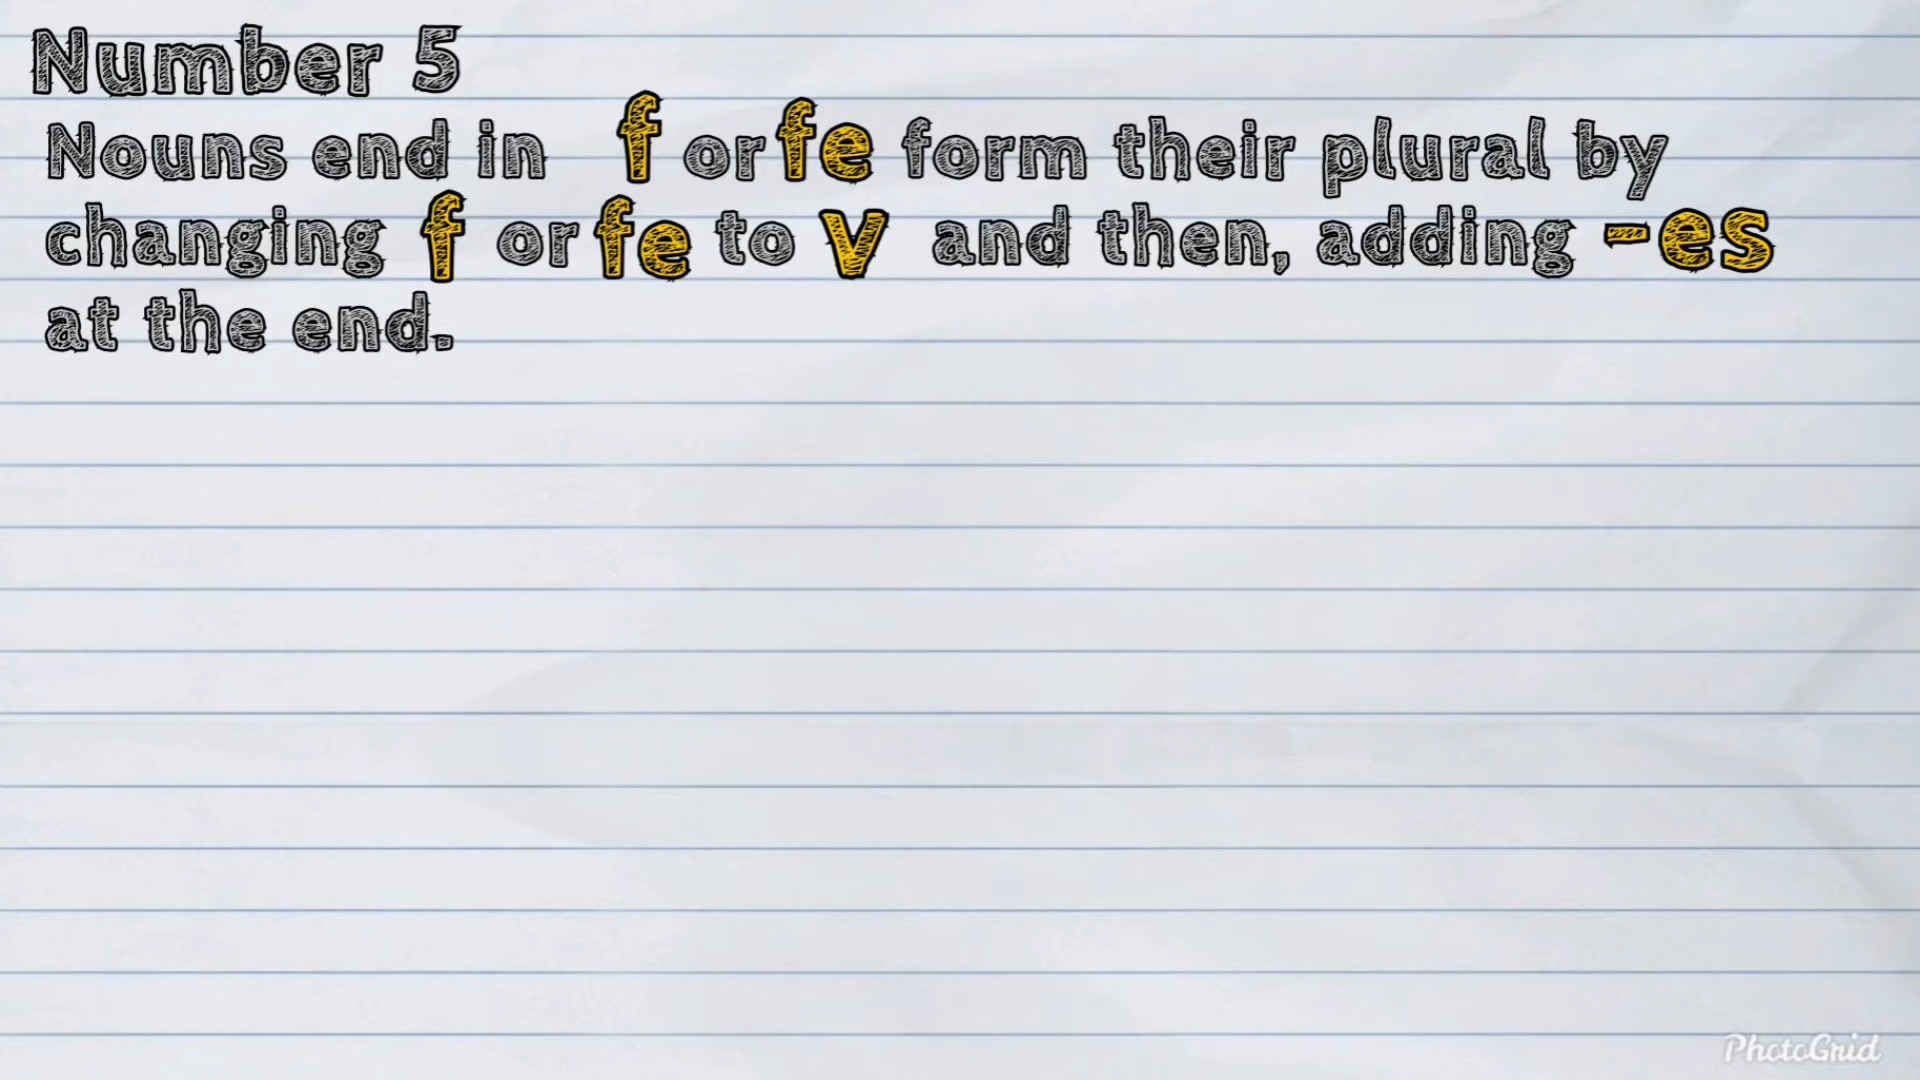 Number 5
Nouns end in f or fe form their plural by
changing f or fe to v and then, adding -es
at the end.
PhotoGrid